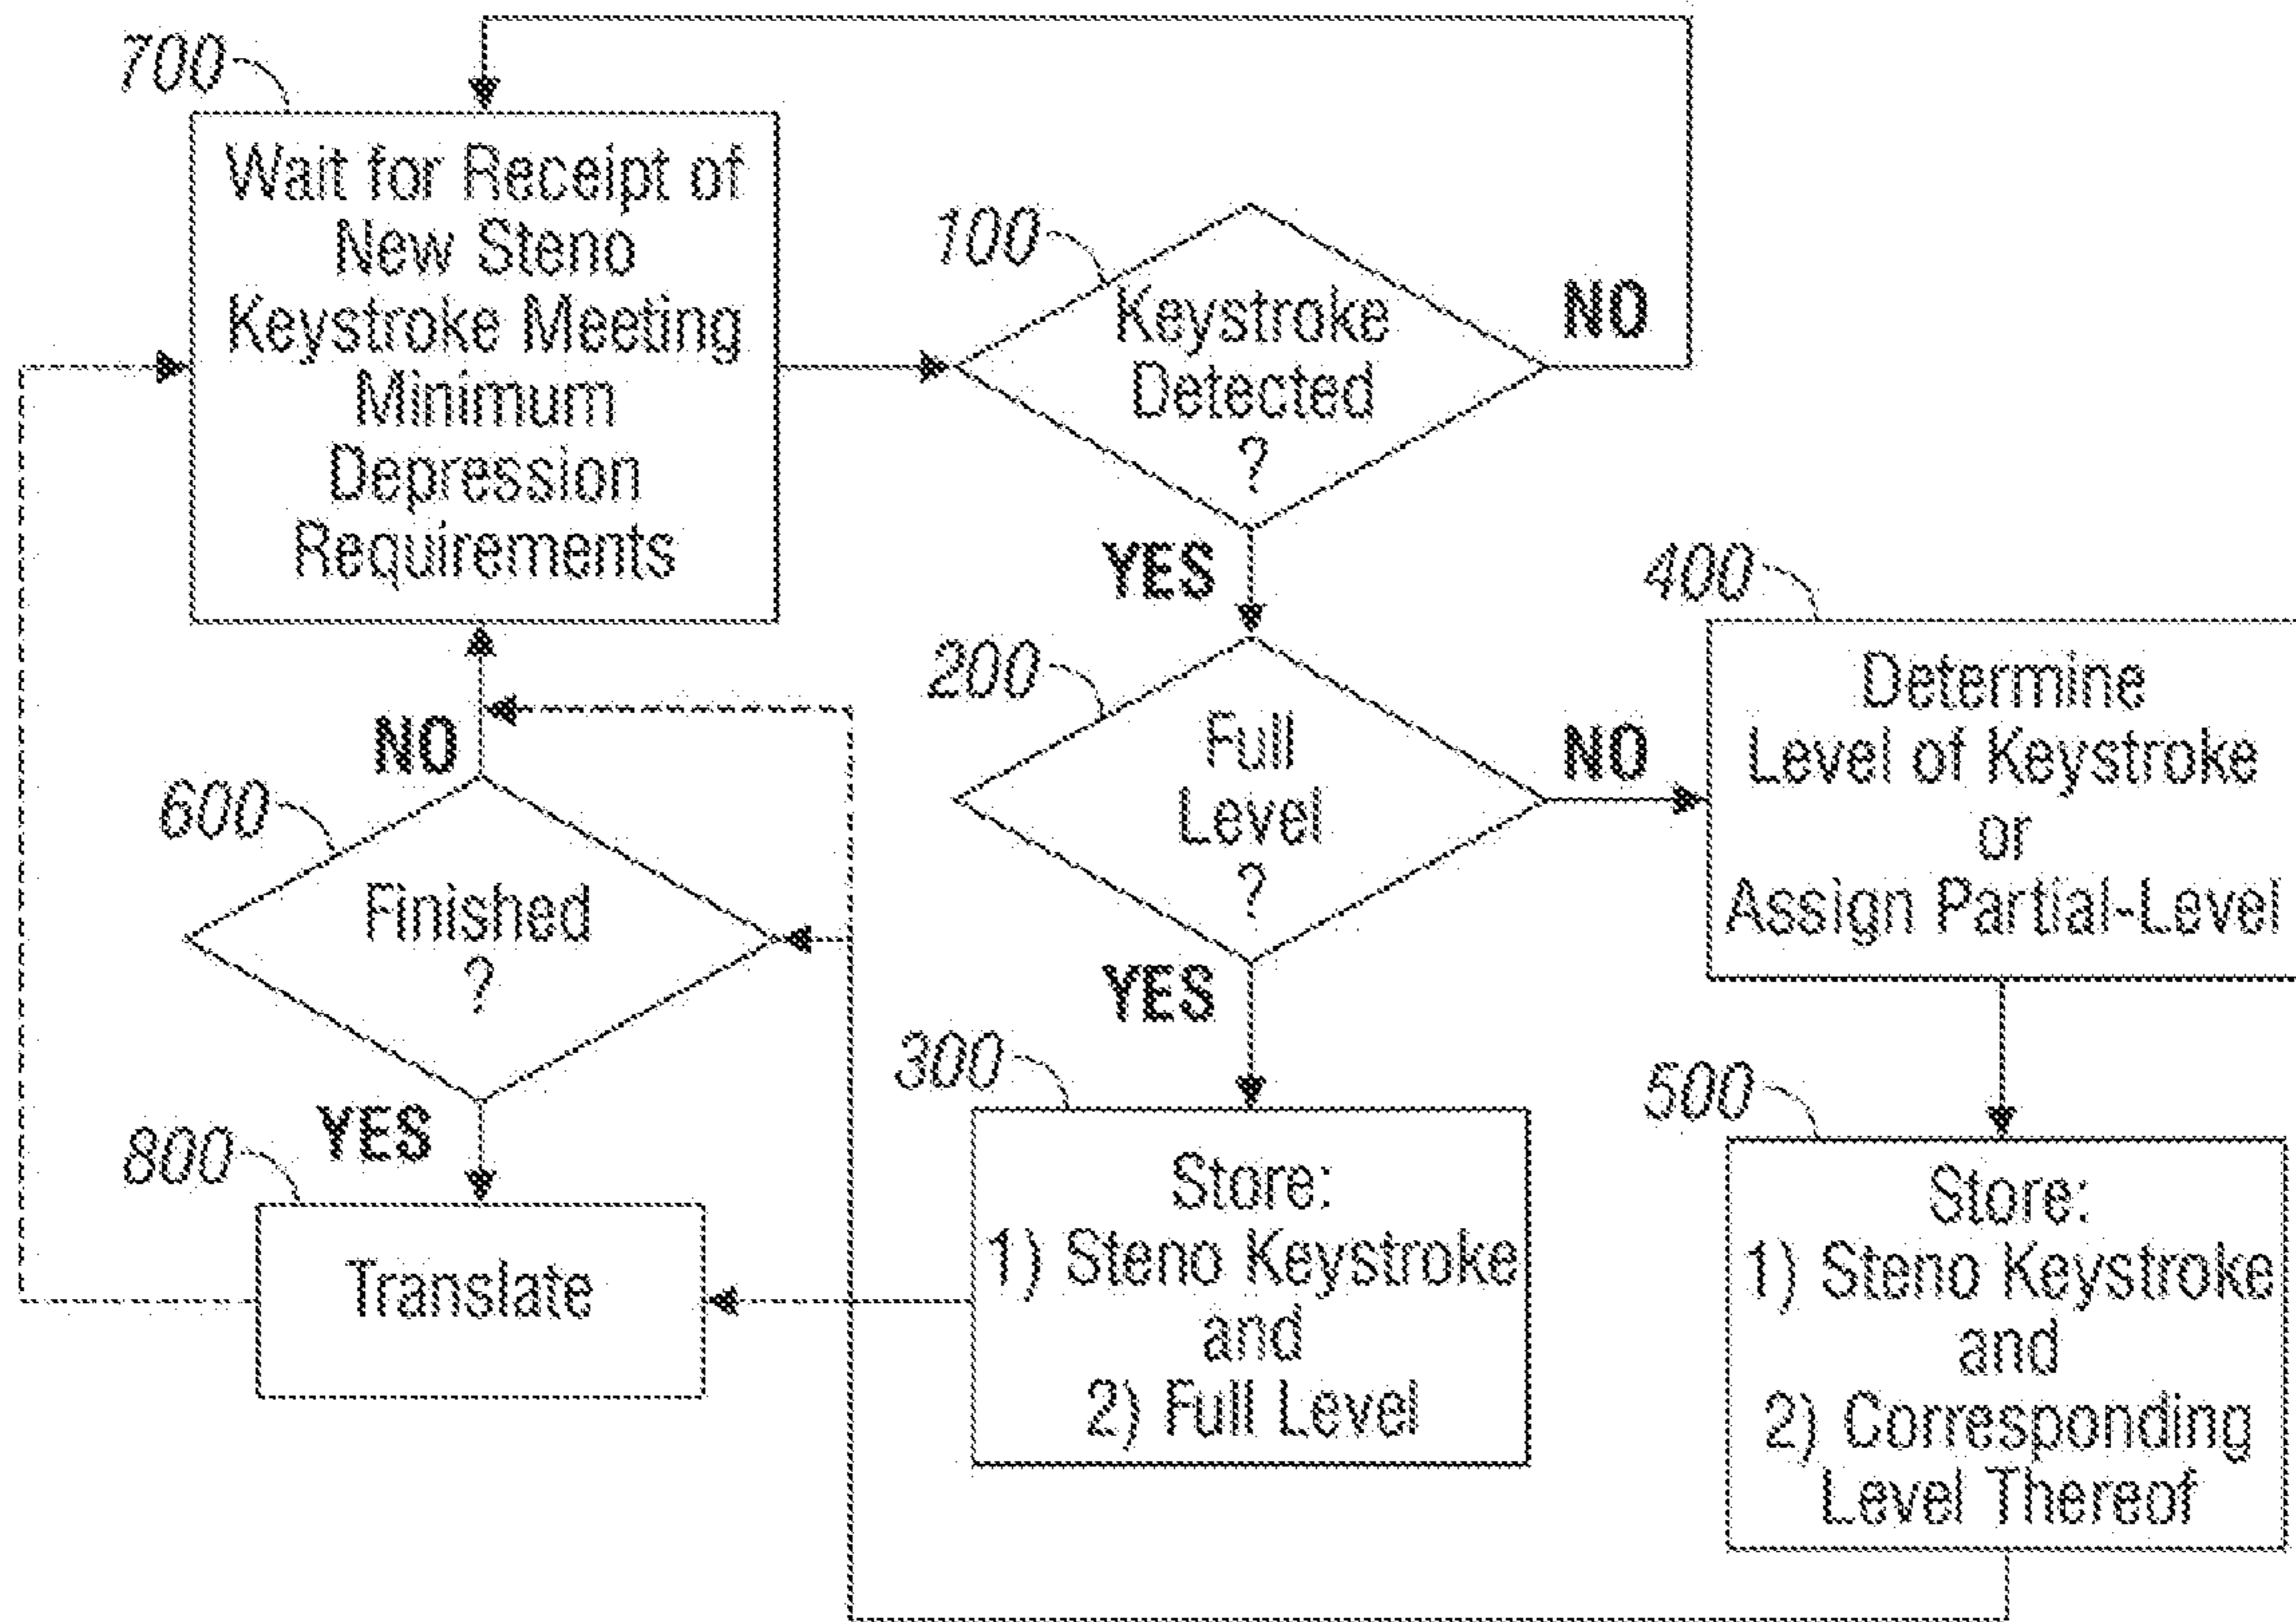 700
Wait for Receipt of
New Steno
Keystroke Meeting
Minimum
Depression
Requirements
100
Keystroke
Detected
?
NO
YES
200
Full
Level
?
NO
YES
400
Determine
Level of Keystroke
or
Assign Partial-Level
NO
600
Finished
?
YES
800
Translate
300
Store:
1) Steno Keystroke
and
2) Full Level
500
Store:
1) Steno Keystroke
and
2) Corresponding
Level Thereof